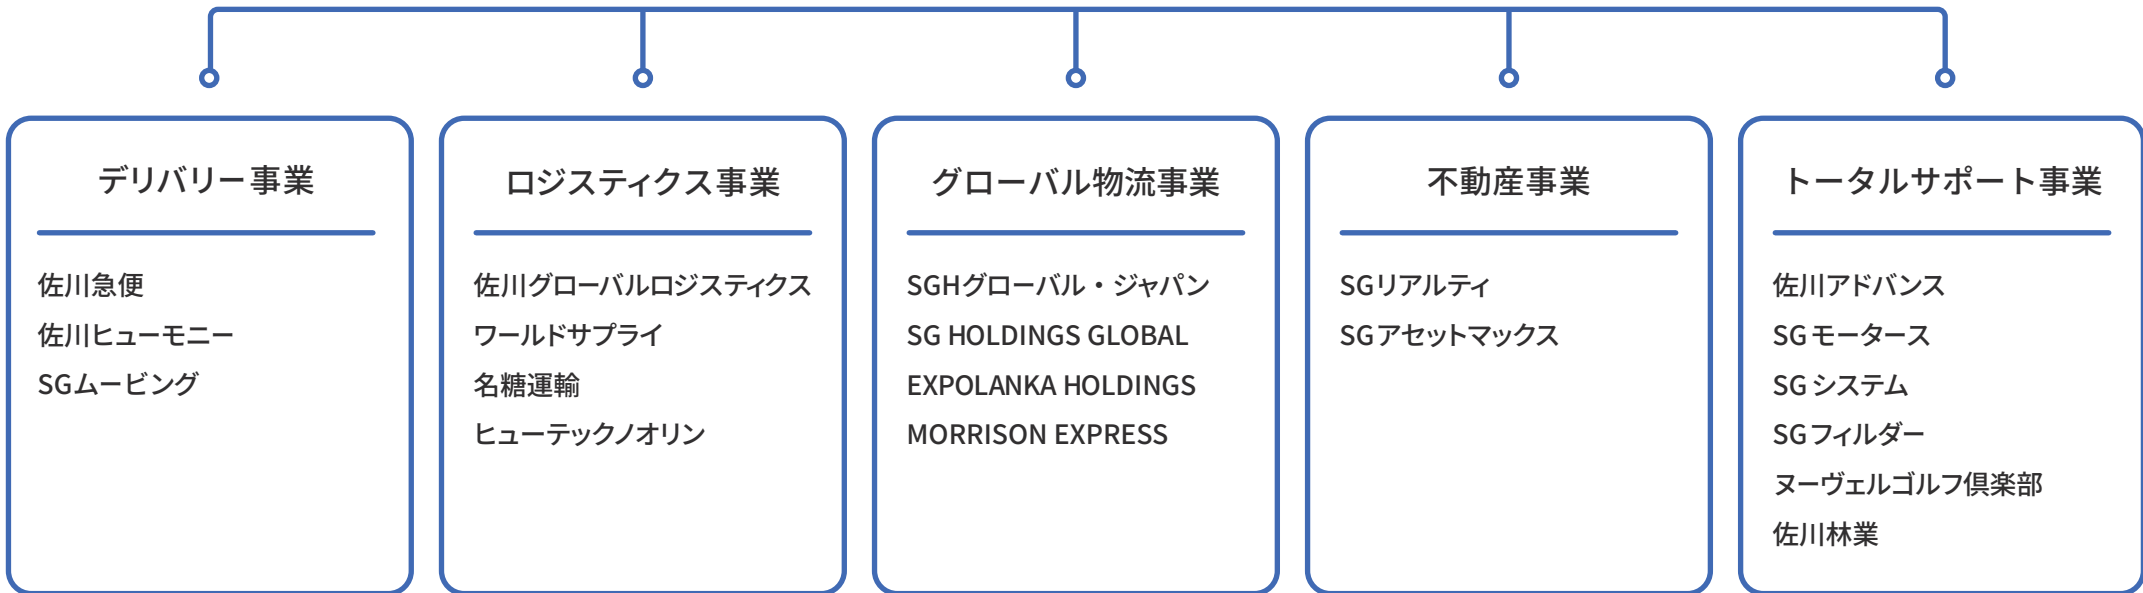 デリバリー事業
佐川急便
佐川ヒューモニー
SGムービング
ロジスティクス事業
佐川グローバルロジスティクス
ワールドサプライ
名糖運輸
ヒューテックノオリン
グローバル物流事業
SGHグローバル・ジャパン
SG HOLDINGS GLOBAL
EXPOLANKA HOLDINGS
MORRISON EXPRESS
不動産事業
SGリアルティ
SGアセットマックス
トータルサポート事業
佐川アドバンス
SGモータース
SGシステム
SGフィルダー
ヌーヴェルゴルフ倶楽部
佐川林業